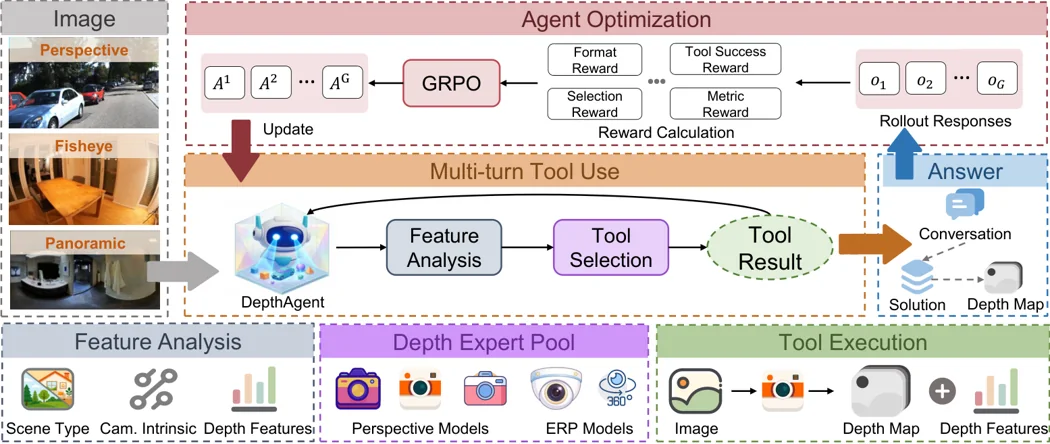 Image
Perspective
Fisheye
Panoramic
Agent Optimization
A¹ A² ... Aᴳ
Update
GRPO
Format
Reward
Tool Success
Reward
Selection
Reward
Metric
Reward
Reward Calculation
o₁ o₂ ... o_G
Rollout Responses
Multi-turn Tool Use
DepthAgent
Feature
Analysis
Tool
Selection
Tool
Result
Answer
Conversation
Solution
Depth Map
Feature Analysis
Scene Type
Cam. Intrinsic
Depth Features
Depth Expert Pool
360°
Perspective Models
ERP Models
Tool Execution
Image
Depth Map
Depth Features